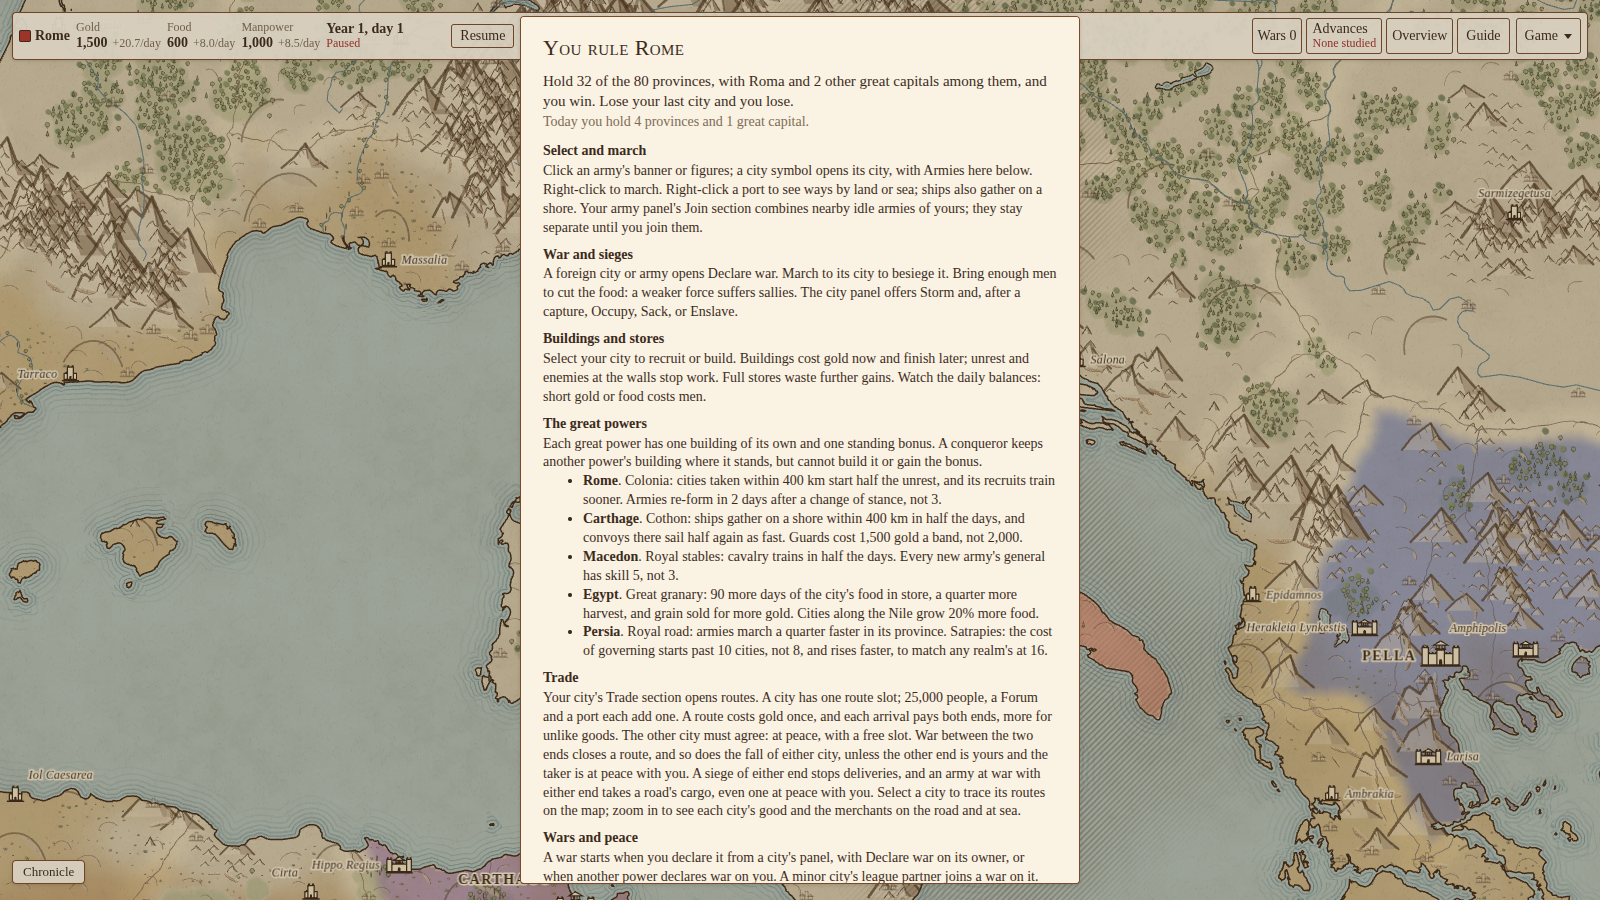 Rome
Gold
1,500 +20.7/day
Food
600 +8.0/day
Manpower
1,000 +8.5/day
Year 1, day 1
Paused
Resume
Wars 0
Advances
None studied
Overview
Guide
Game
You rule Rome
Hold 32 of the 80 provinces, with Roma and 2 other great capitals among them, and
you win. Lose your last city and you lose.
Today you hold 4 provinces and 1 great capital.
Select and march
Click an army's banner or figures; a city symbol opens its city, with Armies here below.
Right-click to march. Right-click a port to see ways by land or sea; ships also gather on a
shore. Your army panel's Join section combines nearby idle armies of yours; they stay
separate until you join them.
War and sieges
A foreign city or army opens Declare war. March to its city to besiege it. Bring enough men
to cut the food: a weaker force suffers sallies. The city panel offers Storm and, after a
capture, Occupy, Sack, or Enslave.
Buildings and stores
Select your city to recruit or build. Buildings cost gold now and finish later; unrest and
enemies at the walls stop work. Full stores waste further gains. Watch the daily balances:
short gold or food costs men.
The great powers
Each great power has one building of its own and one standing bonus. A conqueror keeps
another power's building where it stands, but cannot build it or gain the bonus.
• Rome. Colonia: cities taken within 400 km start half the unrest, and its recruits train
sooner. Armies re-form in 2 days after a change of stance, not 3.
• Carthage. Cothon: ships gather on a shore within 400 km in half the days, and
convoys there sail half again as fast. Guards cost 1,500 gold a band, not 2,000.
• Macedon. Royal stables: cavalry trains in half the days. Every new army's general
has skill 5, not 3.
• Egypt. Great granary: 90 more days of the city's food in store, a quarter more
harvest, and grain sold for more gold. Cities along the Nile grow 20% more food.
• Persia. Royal road: armies march a quarter faster in its province. Satrapies: the cost
of governing starts past 10 cities, not 8, and rises faster, to match any realm's at 16.
Trade
Your city's Trade section opens routes. A city has one route slot; 25,000 people, a Forum
and a port each add one. A route costs gold once, and each arrival pays both ends, more for
unlike goods. The other city must agree: at peace, with a free slot. War between the two
ends closes a route, and so does the fall of either city, unless the other end is yours and the
taker is at peace with you. A siege of either end stops deliveries, and an army at war with
either end takes a road's cargo, even one at peace with you. Select a city to trace its routes
on the map; zoom in to see each city's good and the merchants on the road and at sea.
Wars and peace
A war starts when you declare it from a city's panel, with Declare war on its owner, or
when another power declares war on you. A minor city's league partner joins a war on it.
Massalia
Tarraco
Iol Caesarea
Cirta
Hippo Regius
CARTHA
Sarmizegetusa
Salona
Epidamnos
Herakleia Lynkestis
Amphipolis
PELLA
Larisa
Ambrakia
Chronicle